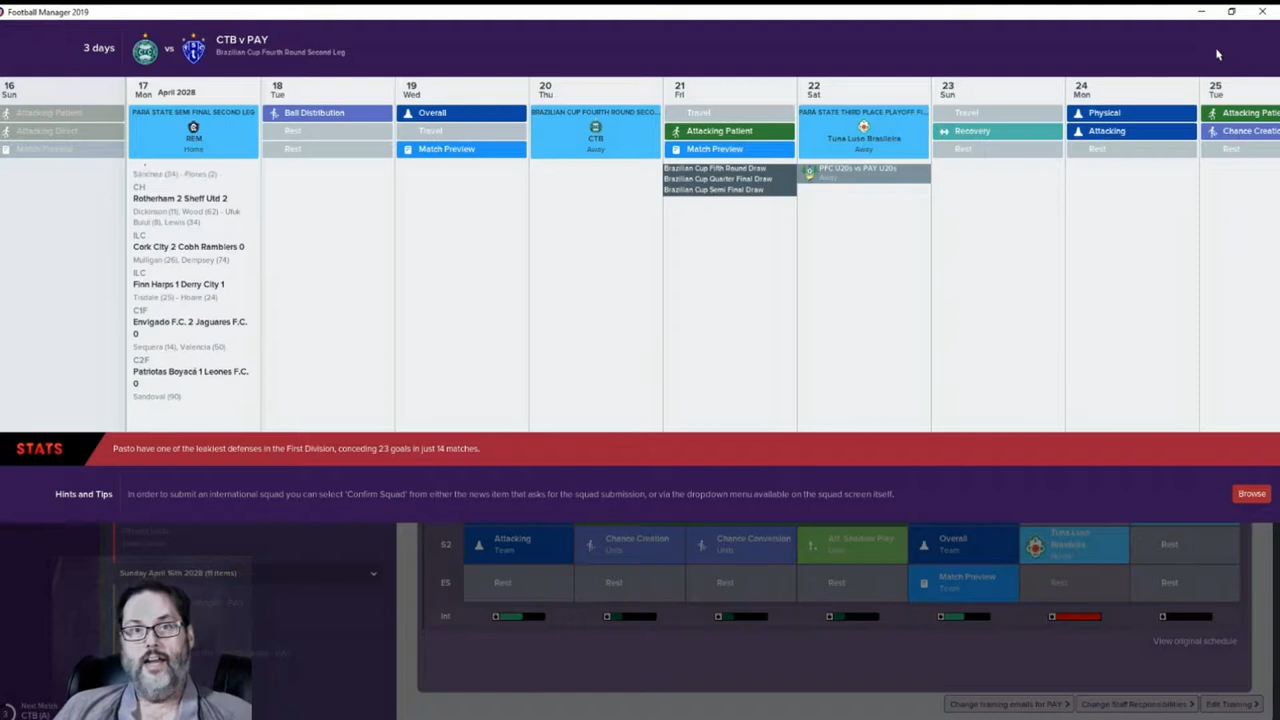 Football Manager 2019
3 days
vs
CTB v PAY
Brazilian Cup Fourth Round Second Leg
16
Sun
Attacking Patient
Attacking Direct
Match Preview
17
Mon
April 2028
PARA STATE SEMI FINAL SECOND LEG
REM
Home
Sanchez (34) - Flores (2)
CH
Rotherham 2 Sheff Utd 2
Dickinson (11), Wood (62) - Ufuk
Bulut (8), Lewis (34)
ILC
Cork City 2 Cobh Ramblers 0
Mulligan (26), Dempsey (74)
ILC
Finn Harps 1 Derry City 1
Tisdale (25) - Hoare (24)
C1F
Envigado F.C. 2 Jaguares F.C.
0
Sequera (14), Valencia (50)
C2F
Patriotas Boyacá 1 Leones F.C.
0
Sandoval (90)
18
Tue
Ball Distribution
Rest
Rest
19
Wed
Overall
Travel
Match Preview
20
Thu
BRAZILIAN CUP FOURTH ROUND SECO...
CTB
Away
21
Fri
Travel
Attacking Patient
Match Preview
Brazilian Cup Fifth Round Draw
Brazilian Cup Quarter Final Draw
Brazilian Cup Semi Final Draw
22
Sat
PARA STATE THIRD PLACE PLAYOFF FI...
Tuna Luso Brasileira
Away
PFC U20s vs PAY U20s
Away
23
Sun
Travel
Recovery
Rest
24
Mon
Physical
Attacking
Rest
25
Tue
Attacking Patie
Chance Creatio
Rest
STATS
Pasto have one of the leakiest defenses in the First Division, conceding 23 goals in just 14 matches.
Hints and Tips
In order to submit an international squad you can select 'Confirm Squad' from either the news item that asks for the squad submission, or via the dropdown menu available on the squad screen itself.
Browse
S2
Attacking
Team
Chance Creation
Units
Chance Conversion
Units
Att. Shadow Play
Units
Overall
Team
Tuna Luso
Brasileira
Rest
Sunday April 16th 2028 (11 items)
ES
Rest
Rest
Rest
Rest
Match Preview
Team
Rest
Rest
InI
View original schedule
Next Match
CTB (A)
3
Change training emails for PAY
Change Staff Responsibilities
Edit Training